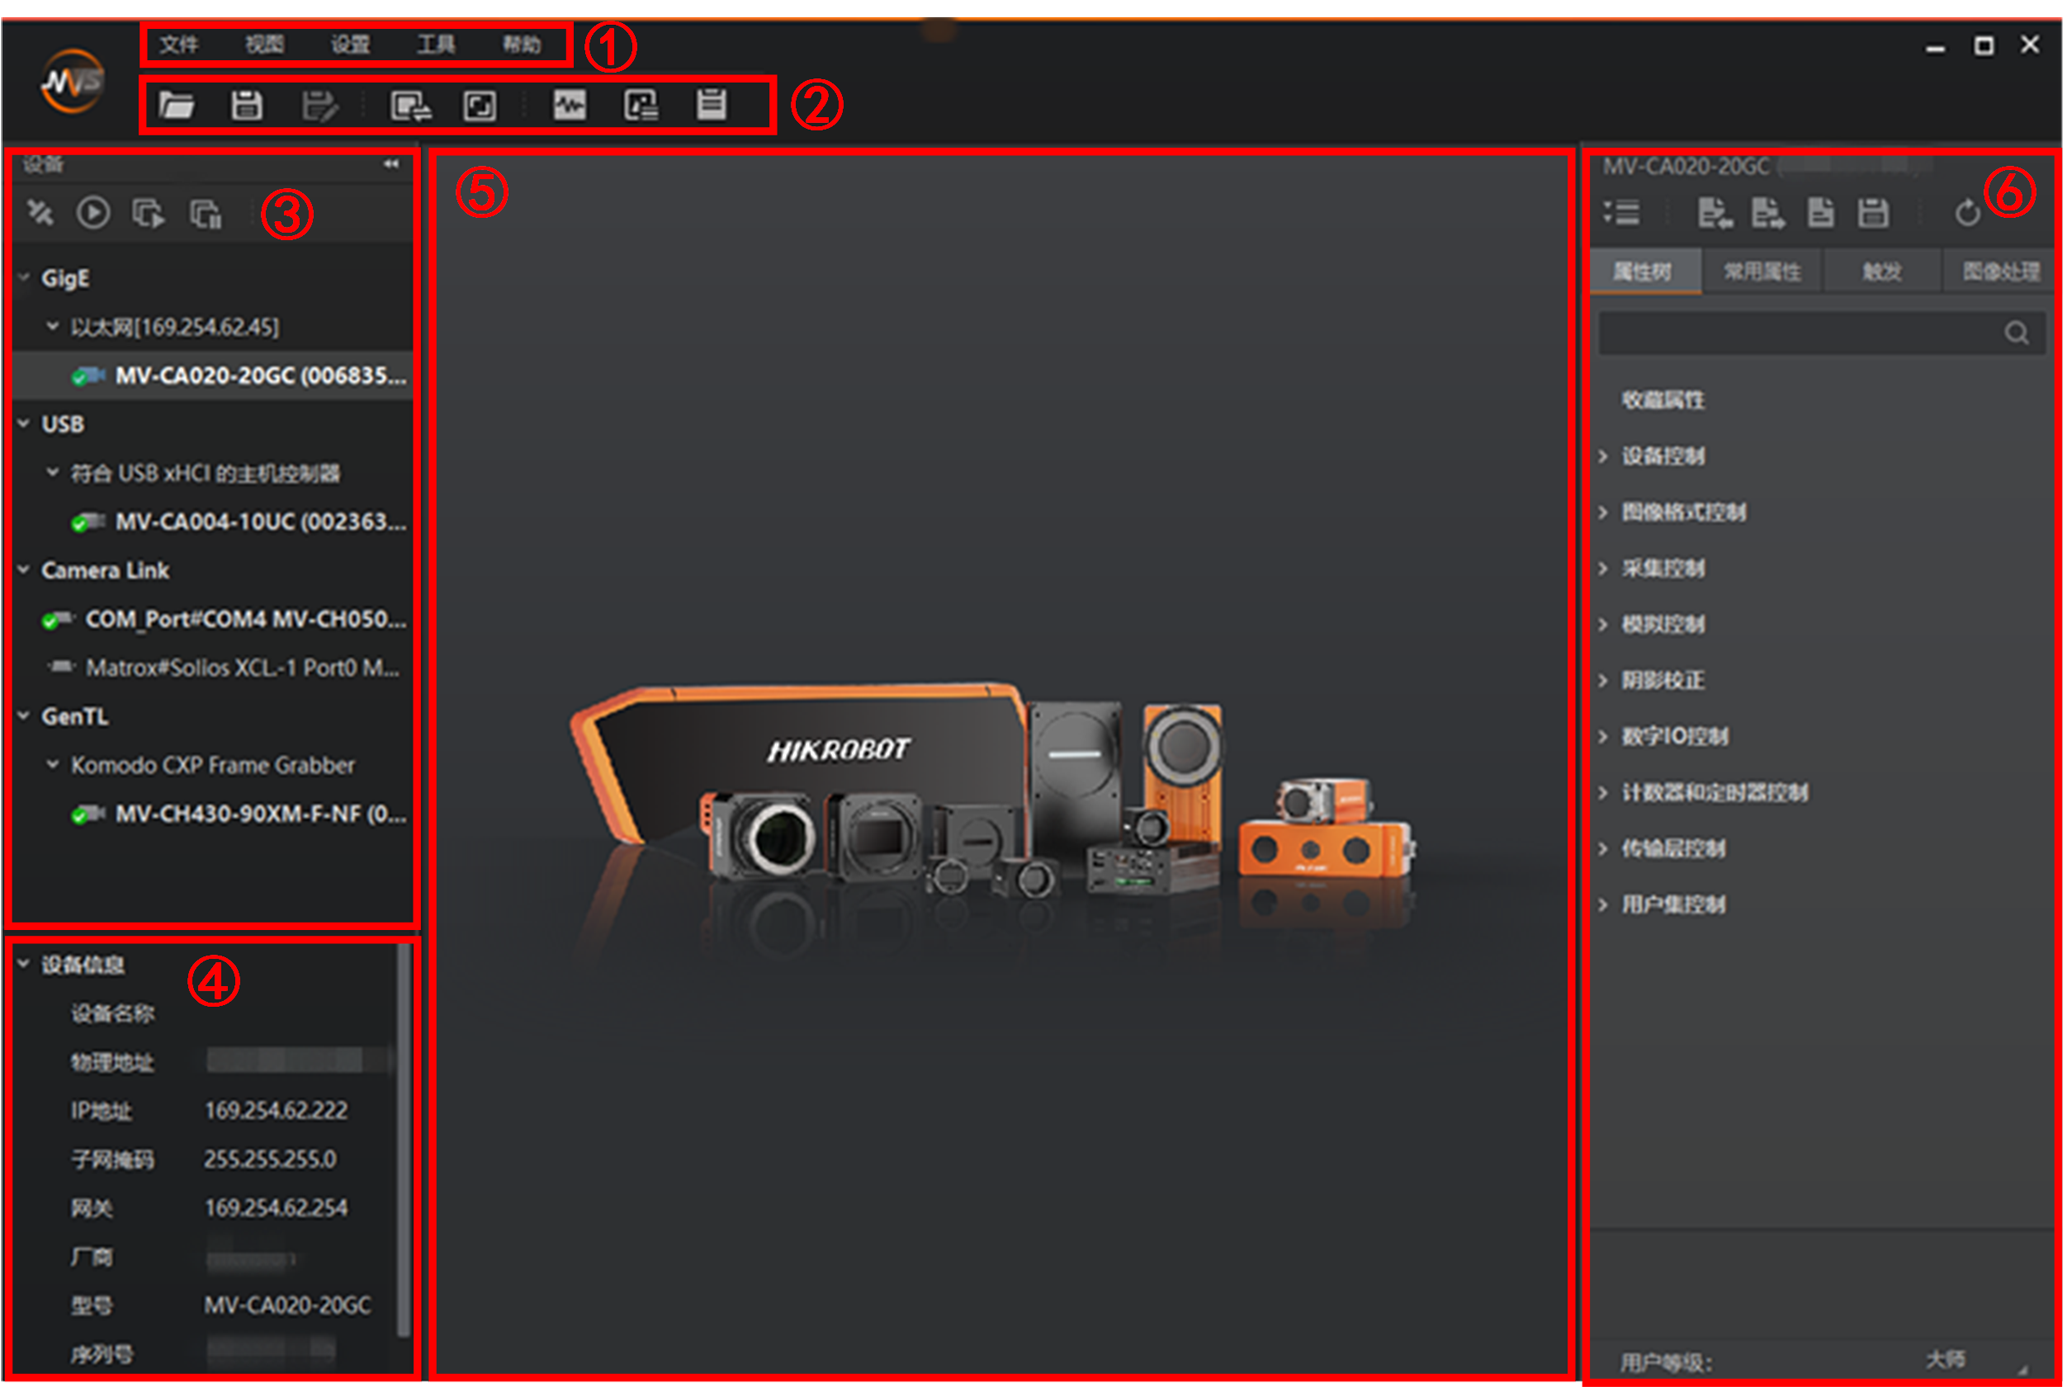 文件 视图 设置 工具 帮助 ①
MVS
②
设备
③
GigE
以太网[169.254.62.45]
MV-CA020-20GC (006835...
USB
符合 USB xHCI 的主机控制器
MV-CA004-10UC (002363...
Camera Link
COM_Port#COM4 MV-CH050...
Matrox#Solios XCL-1 Port0 M...
GenTL
Komodo CXP Frame Grabber
MV-CH430-90XM-F-NF (0...
设备信息 ④
设备名称
物理地址
IP地址 169.254.62.222
子网掩码 255.255.255.0
网关 169.254.62.254
厂商
型号 MV-CA020-20GC
序列号
⑤
HIKROBOT
MV-CA020-20GC (
⑥
属性树 常用属性 触发 图像处理
收藏属性
设备控制
图像格式控制
采集控制
模拟控制
阴影校正
数字IO控制
计数器和定时器控制
传输层控制
用户集控制
用户等级: 大师